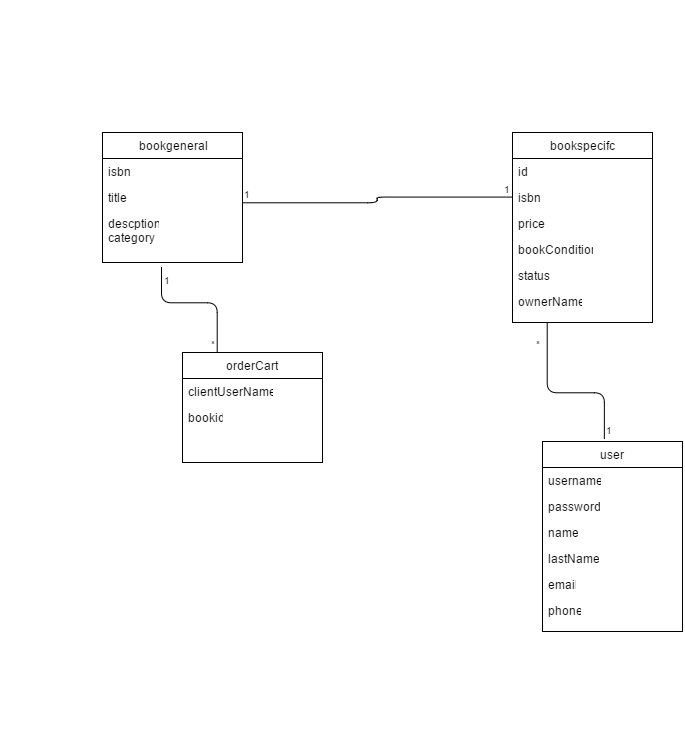 bookgeneral
isbn
title
descption
category
1
1
bookspecifc
id
isbn
price
bookCondition
status
ownerName
1
*
orderCart
clientUserName
bookid
*
1
user
username
password
name
lastName
email
phone